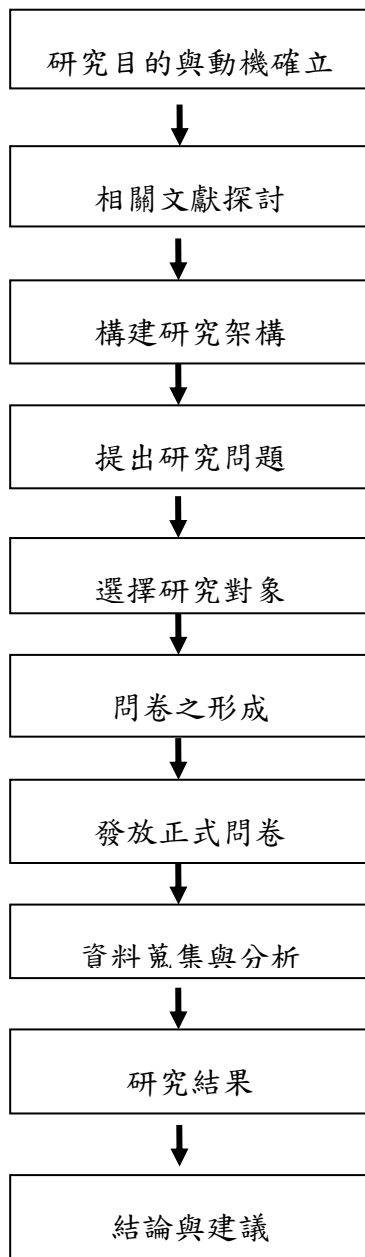 研究目的與動機確立
相關文獻探討
構建研究架構
提出研究問題
選擇研究對象
問卷之形成
發放正式問卷
資料蒐集與分析
研究結果
結論與建議